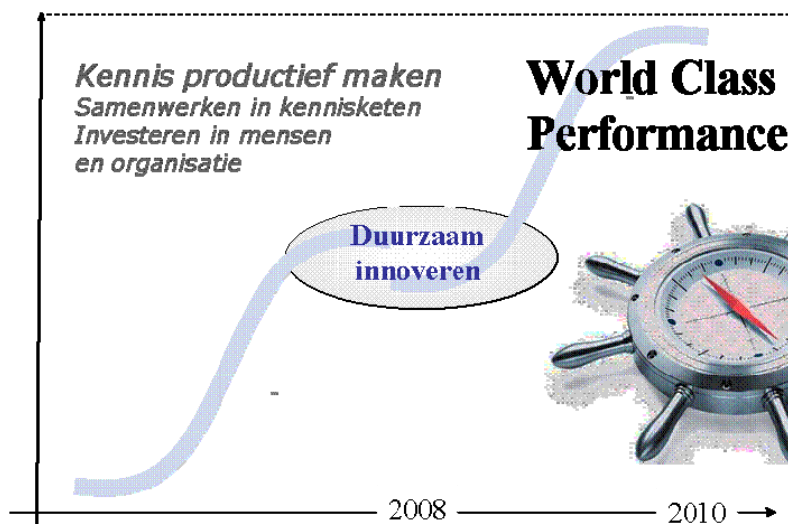 Kennis productief maken
Samenwerken in kennisketen
Investeren in mensen
en organisatie
World Class
Performance
Duurzaam
innoveren
2008
2010